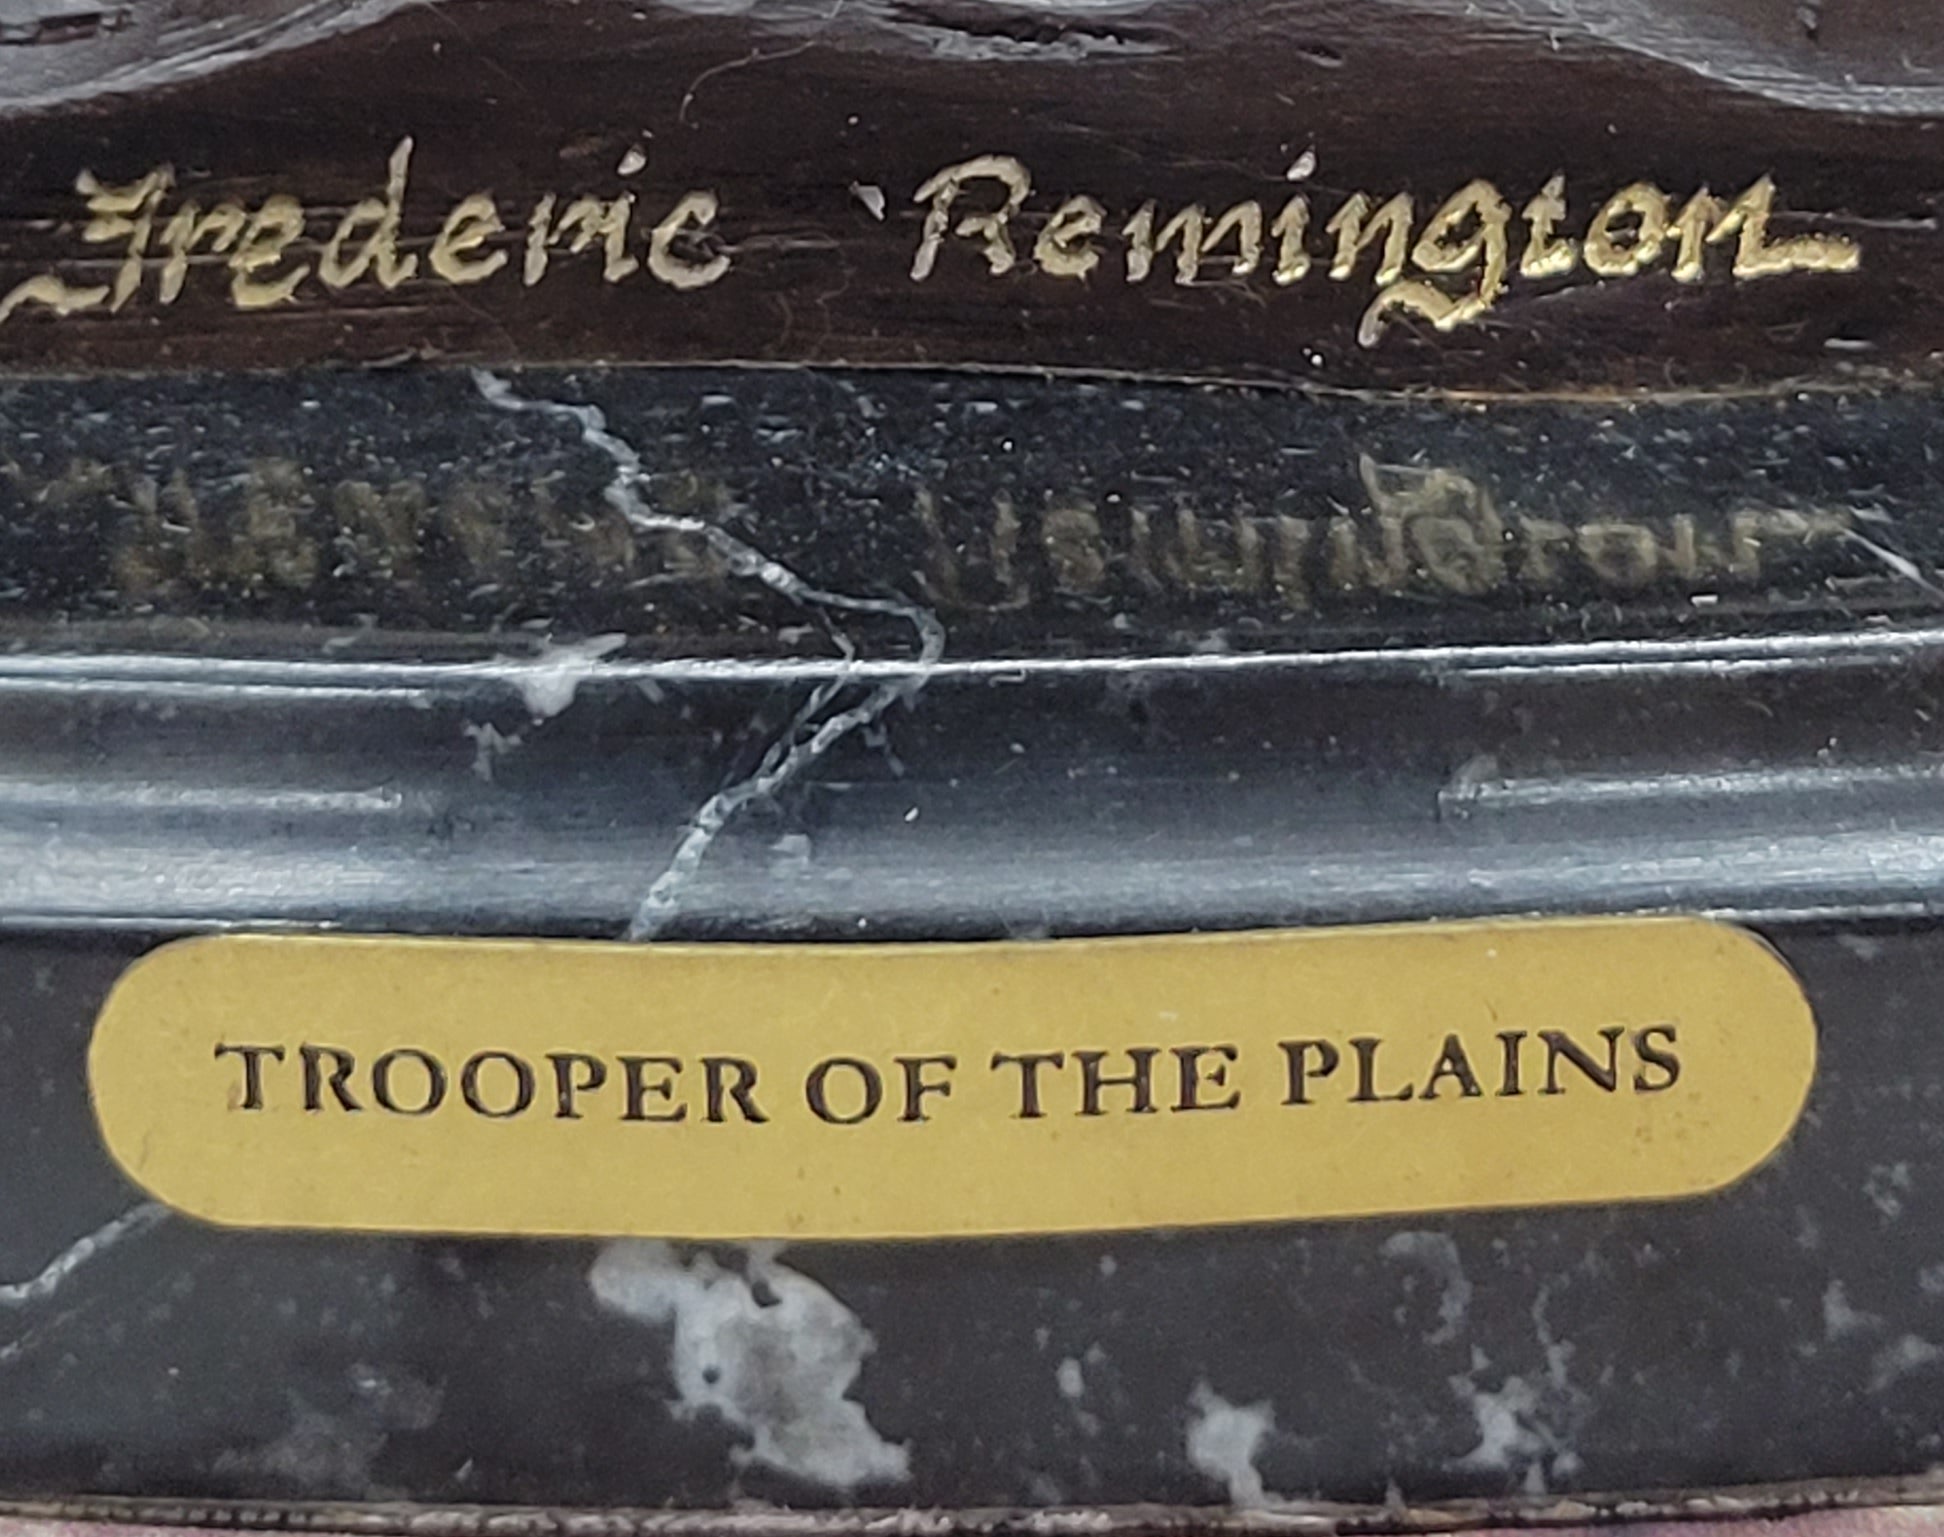 Frederic Remington
TROOPER OF THE PLAINS